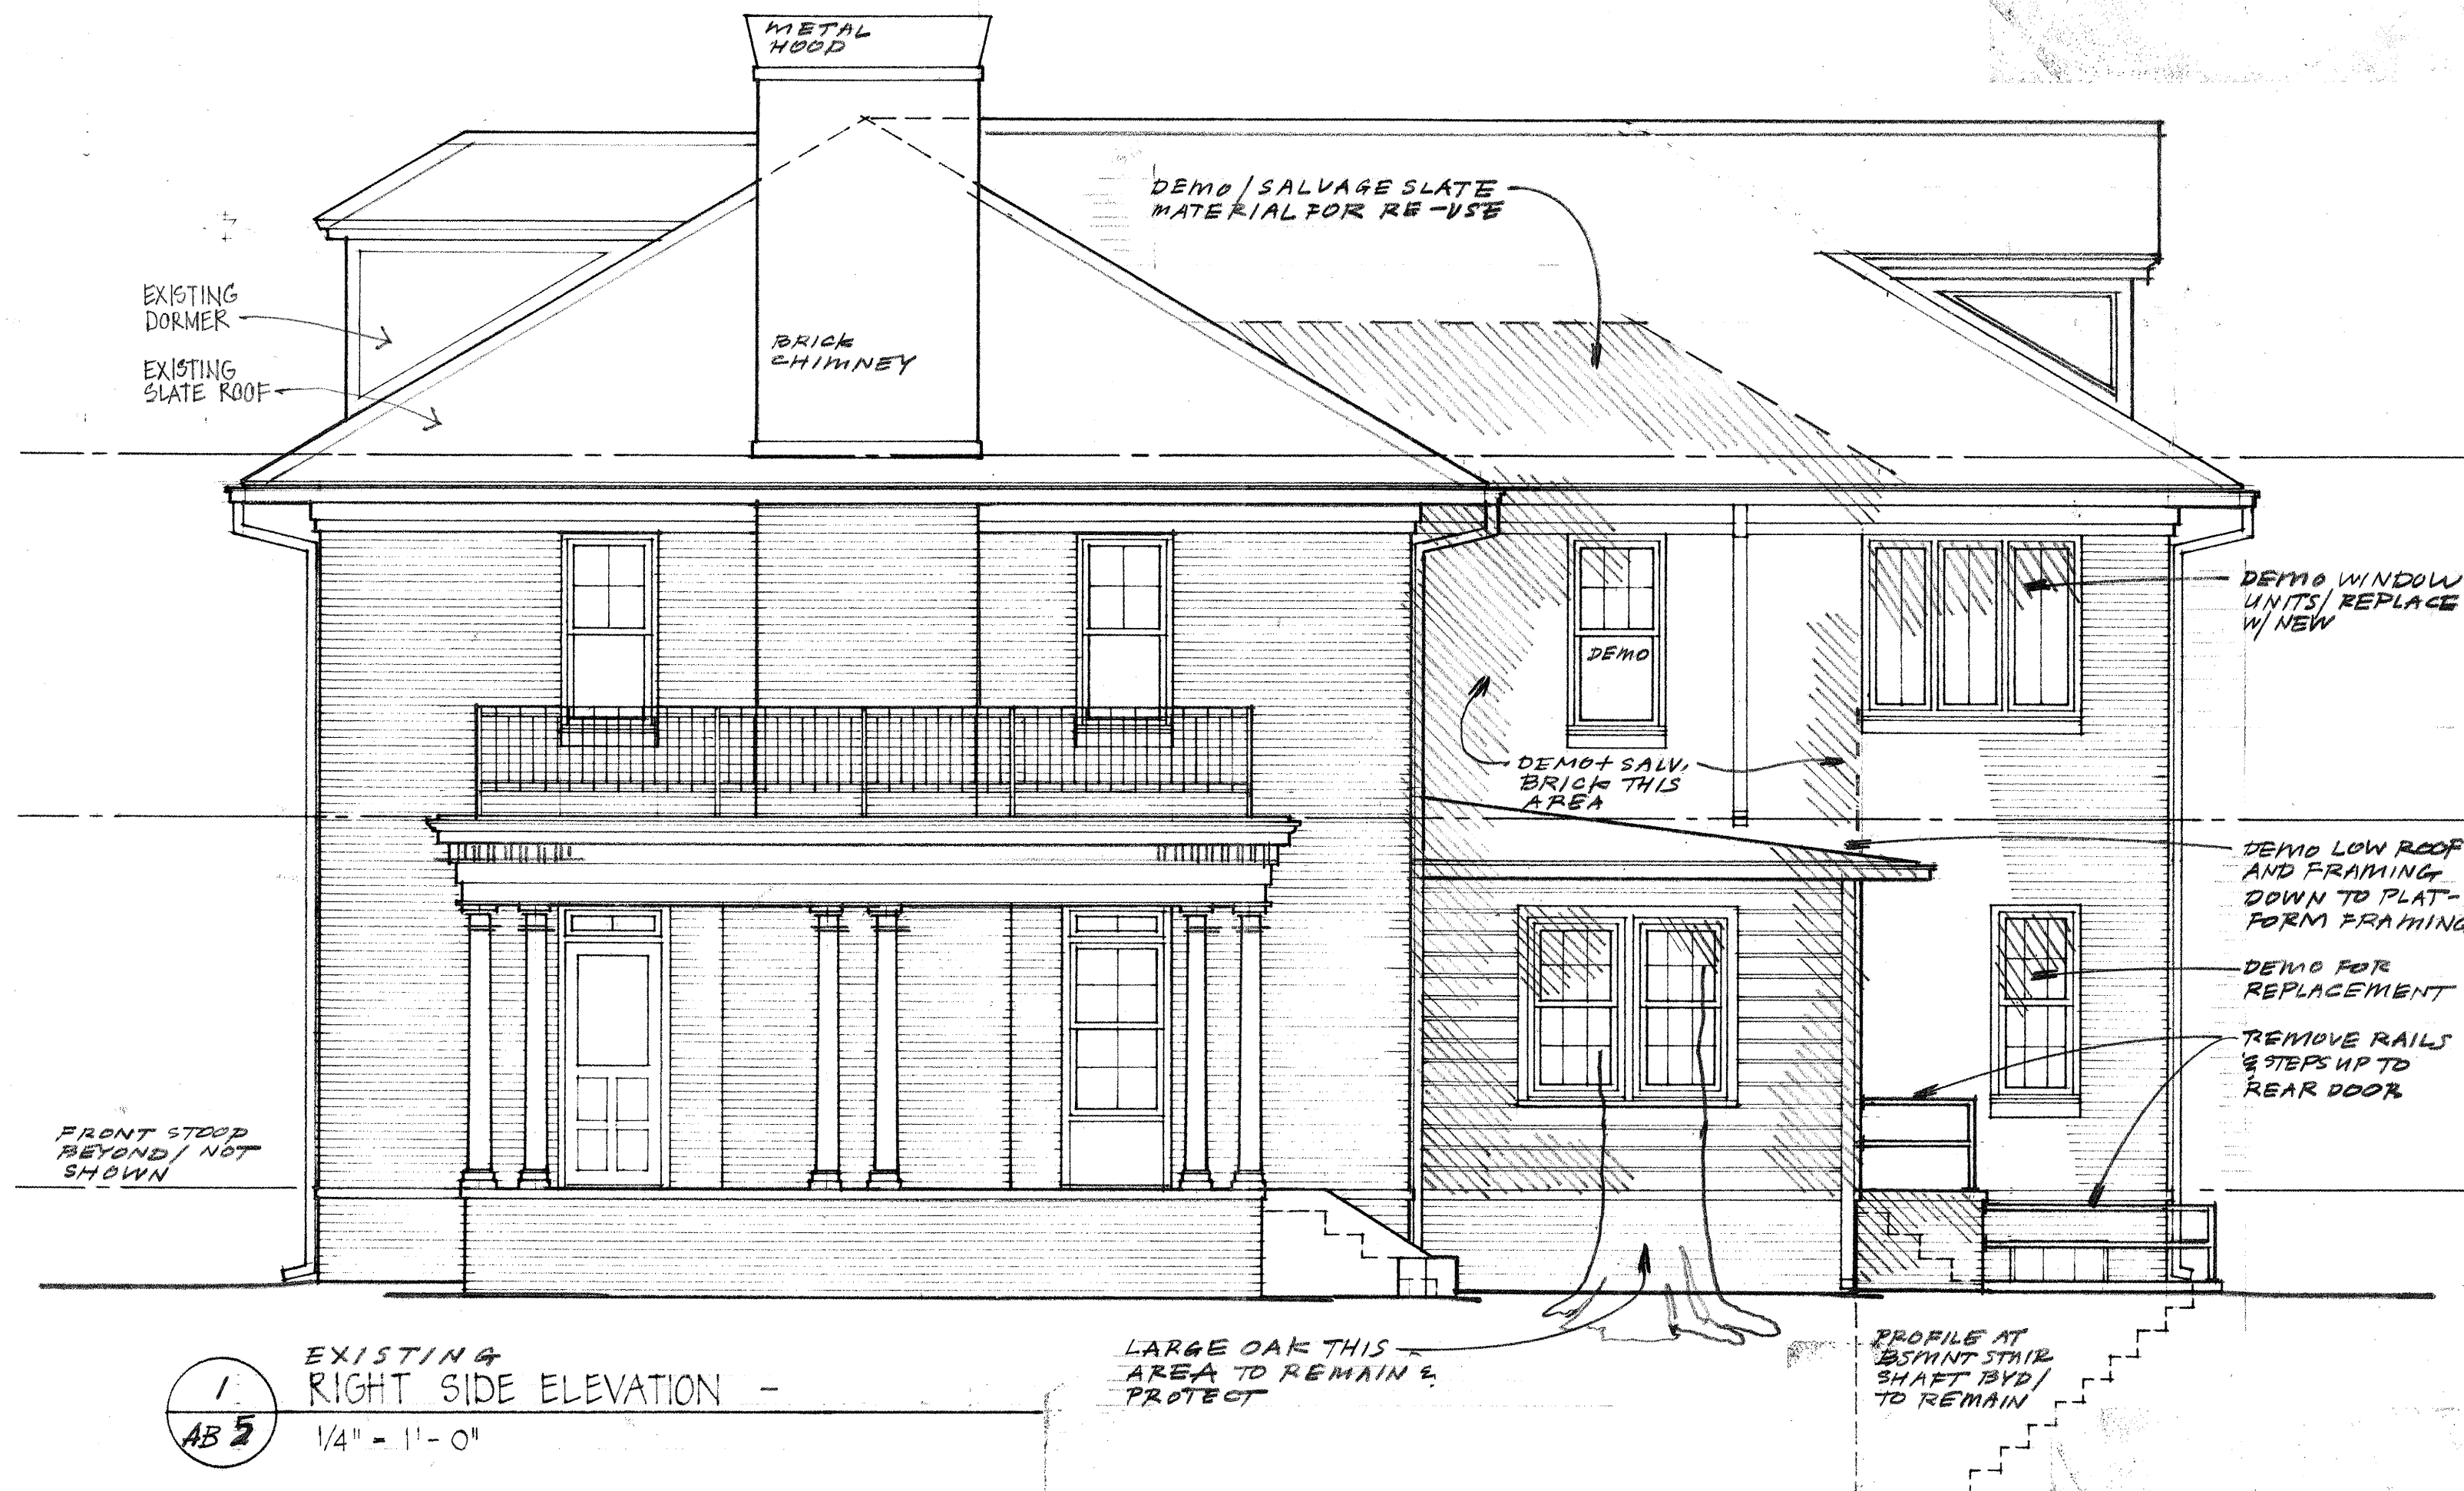 METAL
HOOD
DEMO / SALVAGE SLATE
MATERIAL FOR RE-USE
EXISTING
DORMER
EXISTING
SLATE ROOF
BRICK
CHIMNEY
DEMO WINDOW
UNITS/ REPLACE
W/ NEW
DEMO
DEMO + SALV.
BRICK THIS
AREA
DEMO LOW ROOF
AND FRAMING
DOWN TO PLAT-
FORM FRAMING
DEMO FOR
REPLACEMENT
REMOVE RAILS
& STEPS UP TO
REAR DOOR
FRONT STOOP
BEYOND / NOT
SHOWN
LARGE OAK THIS
AREA TO REMAIN &
PROTECT
PROFILE AT
BSMNT STAIR
SHAFT BYD/
TO REMAIN
1
AB 5
EXISTING
RIGHT SIDE ELEVATION -
1/4" = 1'-0"